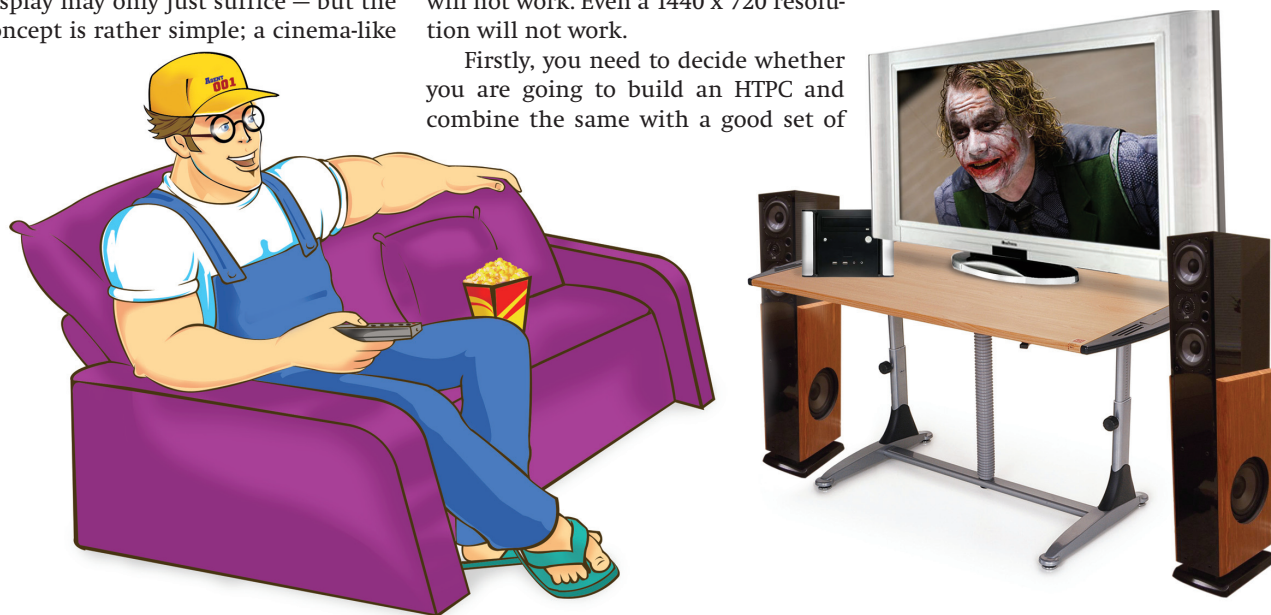 isplay may only just suffice — but the
oncept is rather simple; a cinema-like
will not work. Even a 1440 x 720 resolu-
tion will not work.
Firstly, you need to decide whether
you are going to build an HTPC and
combine the same with a good set of
AGENT
001